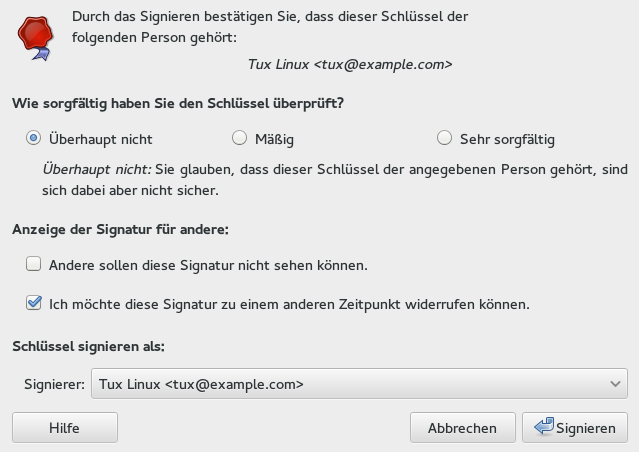 Durch das Signieren bestätigen Sie, dass dieser Schlüssel der
folgenden Person gehört:
Tux Linux <tux@example.com>
Wie sorgfältig haben Sie den Schlüssel überprüft?
Überhaupt nicht
Mäßig
Sehr sorgfältig
Überhaupt nicht: Sie glauben, dass dieser Schlüssel der angegebenen Person gehört, sind
sich dabei aber nicht sicher.
Anzeige der Signatur für andere:
Andere sollen diese Signatur nicht sehen können.
Ich möchte diese Signatur zu einem anderen Zeitpunkt widerrufen können.
Schlüssel signieren als:
Signierer: Tux Linux <tux@example.com>
Hilfe
Abbrechen
Signieren